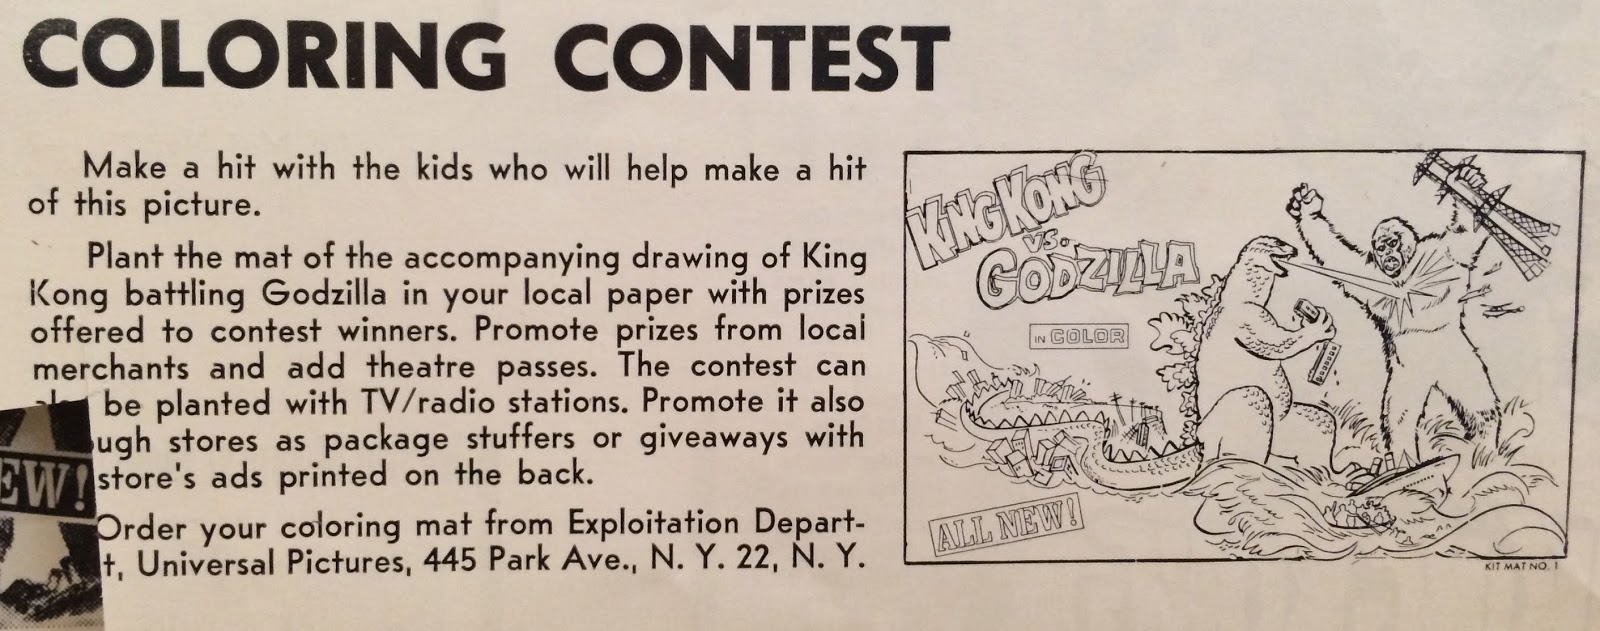 COLORING CONTEST
Make a hit with the kids who will help make a hit
of this picture.
Plant the mat of the accompanying drawing of King
Kong battling Godzilla in your local paper with prizes
offered to contest winners. Promote prizes from local
merchants and add theatre passes. The contest can
be planted with TV/radio stations. Promote it also
ugh stores as package stuffers or giveaways with
store's ads printed on the back.
Order your coloring mat from Exploitation Depart-
t, Universal Pictures, 445 Park Ave., N. Y. 22, N. Y.
EW!
KING KONG
VS.
GODZILLA
IN COLOR
ALL NEW!
KIT MAT NO. 1